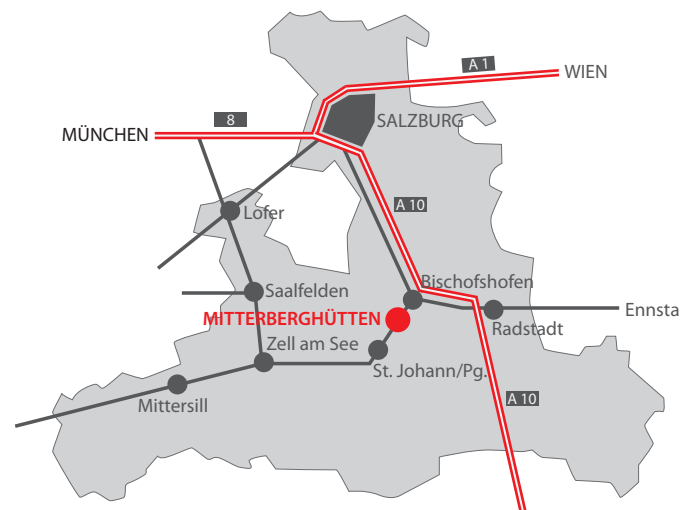 A 1
WIEN
8
SALZBURG
MÜNCHEN
A 10
Lofer
Bischofshofen
Saalfelden
Ennsta
MITTERBERGHÜTTEN
Radstadt
Zell am See
St. Johann/Pg.
A 10
Mittersill